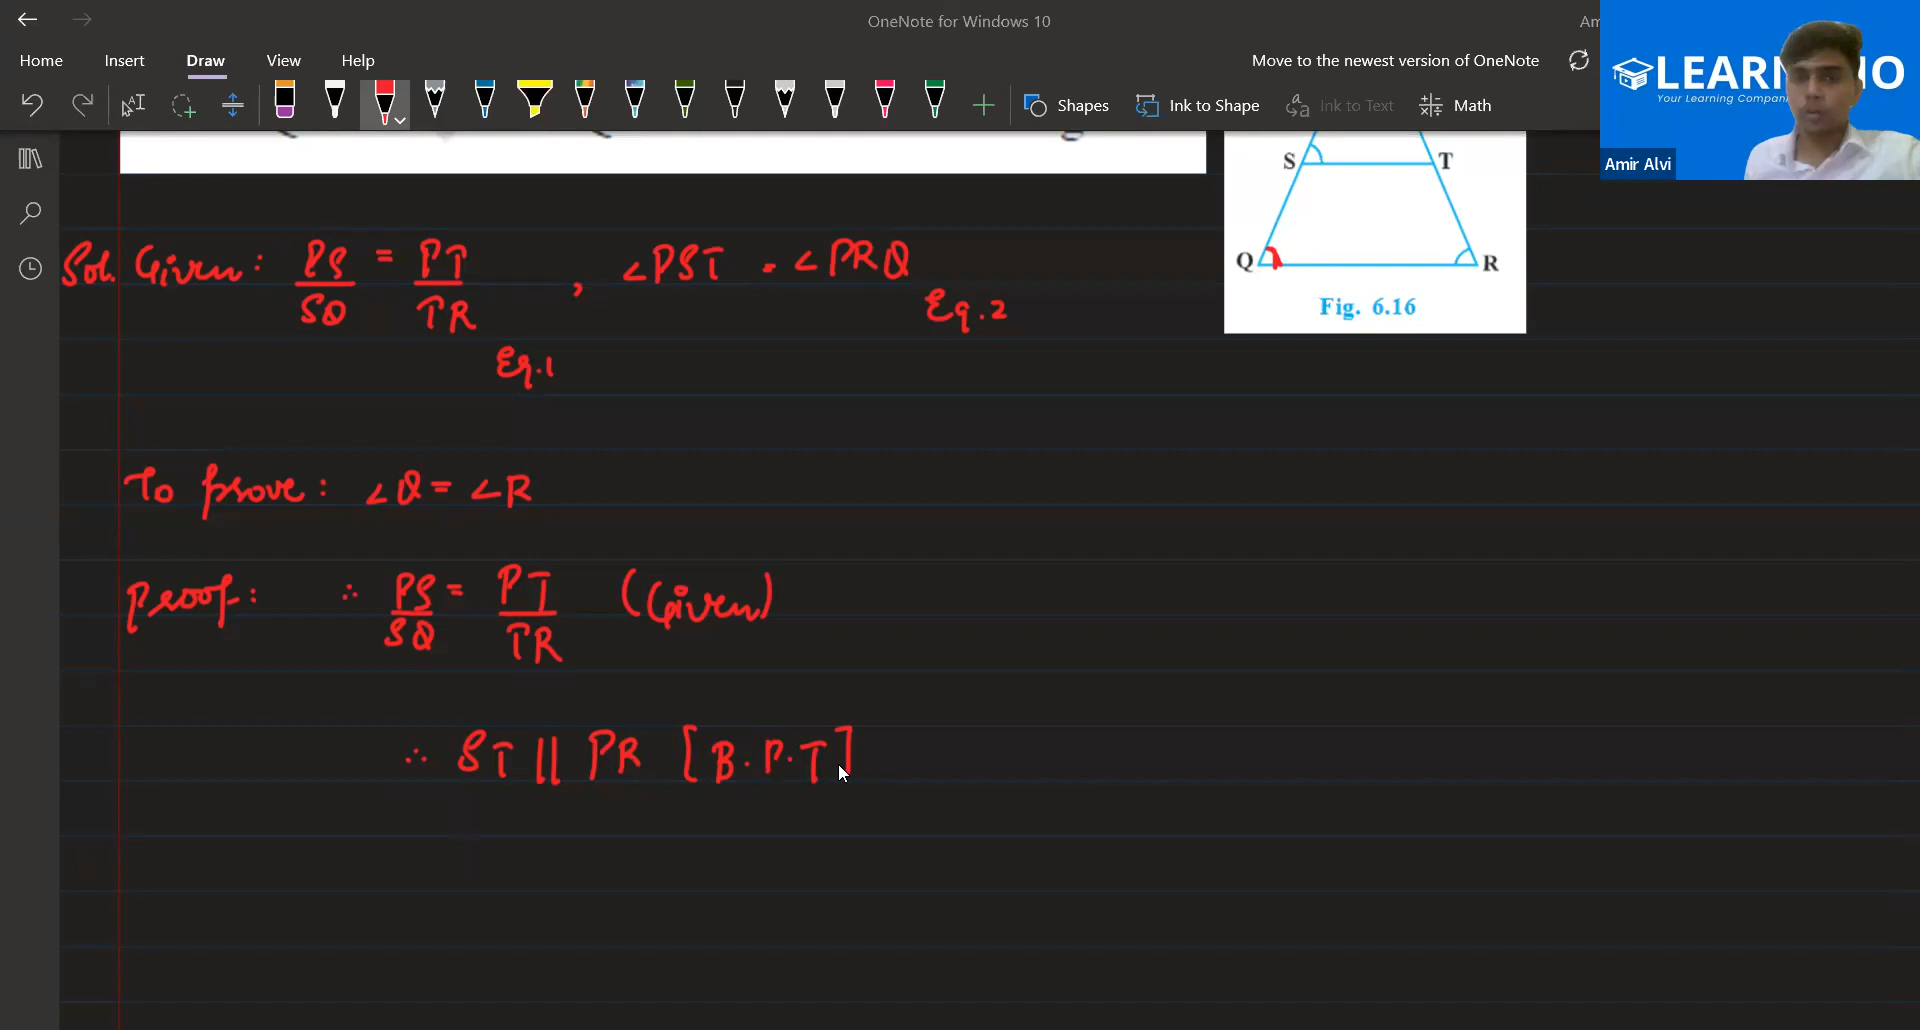 OneNote for Windows 10
Am
Home Insert Draw View Help
Move to the newest version of OneNote
Shapes Ink to Shape Ink to Text Math
LEARN O
Your Learning Compan
Amir Alvi
S T
Q R
Fig. 6.16
Sol. Given: PS/SQ = PT/TR , ∠PST = ∠PRQ
Eq.2
Eq.1
To prove: ∠Q = ∠R
Proof: ∴ PS/SQ = PT/TR (Given)
∴ ST || PR [B.P.T]